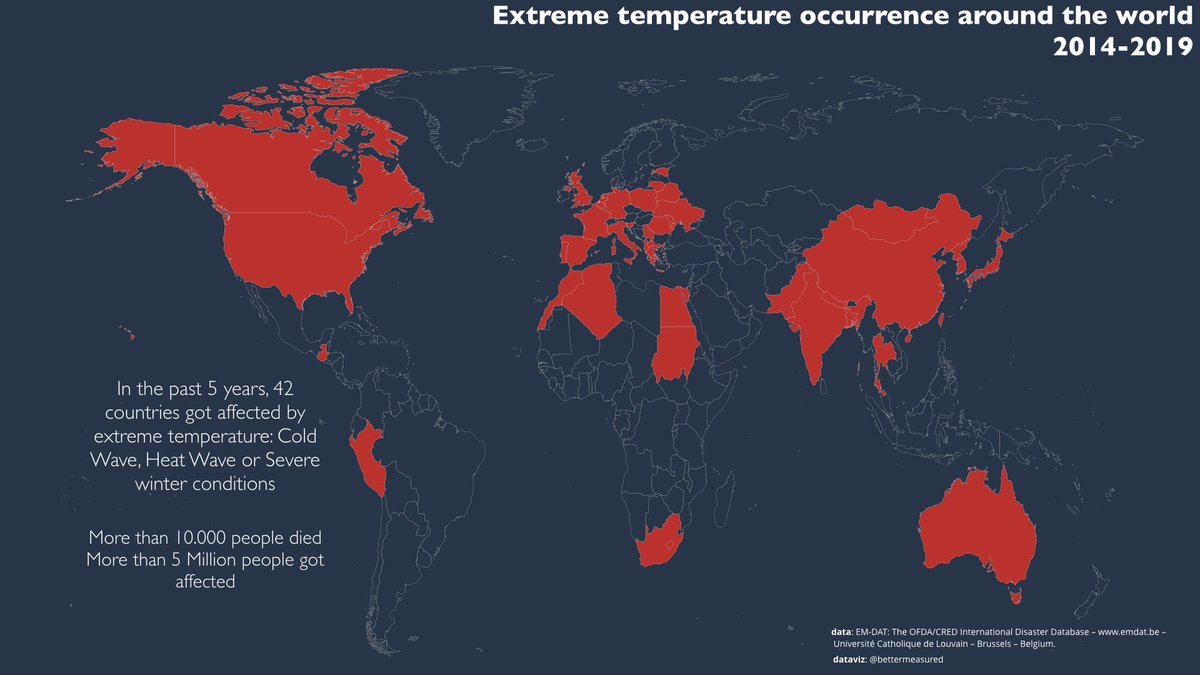 Extreme temperature occurrence around the world
2014-2019
In the past 5 years, 42
countries got affected by
extreme temperature: Cold
Wave, Heat Wave or Severe
winter conditions
More than 10.000 people died
More than 5 Million people got
affected
data: EM-DAT: The OFDA/CRED International Disaster Database – www.emdat.be –
Université Catholique de Louvain – Brussels – Belgium.
dataviz: @bettermeasured